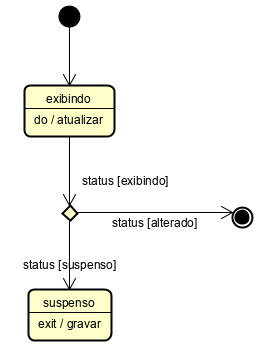 exibindo
do / atualizar
status [exibindo]
status [alterado]
status [suspenso]
suspenso
exit / gravar